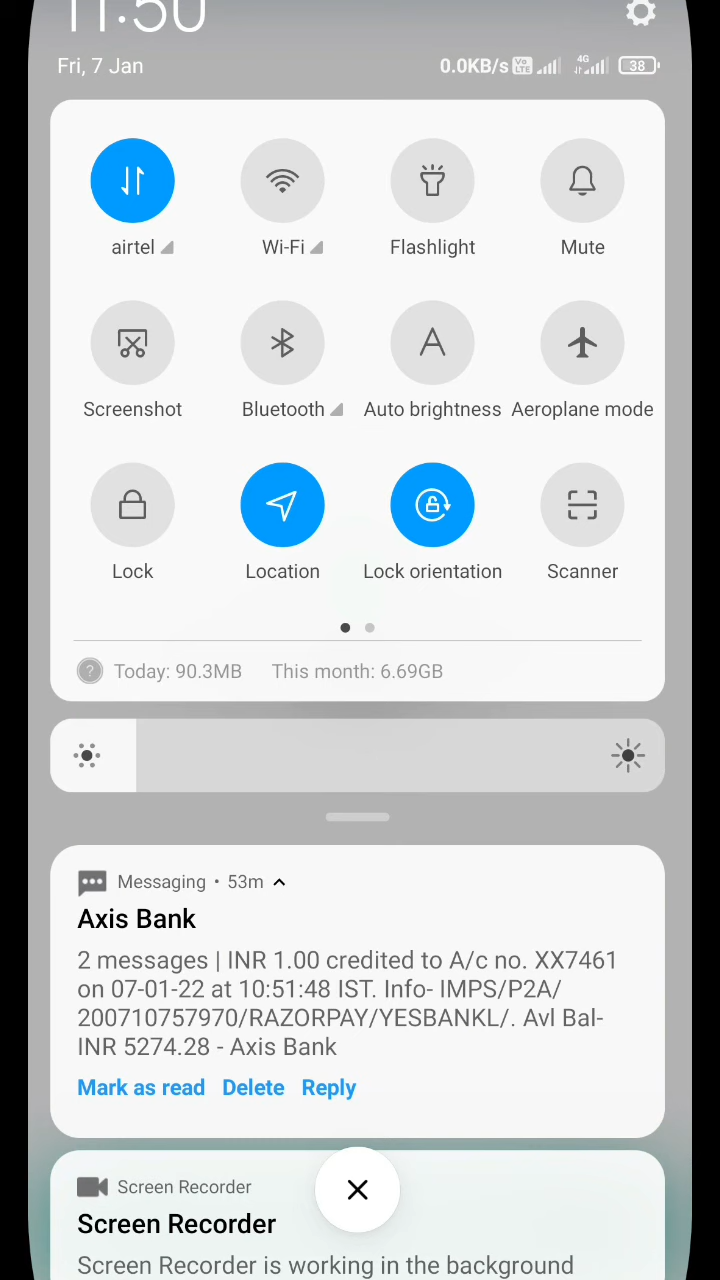 11:50
Fri, 7 Jan
0.0KB/s Vo LTE 4G 38
airtel Wi-Fi Flashlight Mute
Screenshot Bluetooth Auto brightness Aeroplane mode
Lock Location Lock orientation Scanner
? Today: 90.3MB This month: 6.69GB
Messaging • 53m
Axis Bank
2 messages | INR 1.00 credited to A/c no. XX7461
on 07-01-22 at 10:51:48 IST. Info- IMPS/P2A/
200710757970/RAZORPAY/YESBANKL/. Avl Bal-
INR 5274.28 - Axis Bank
Mark as read Delete Reply
Screen Recorder
Screen Recorder
Screen Recorder is working in the background